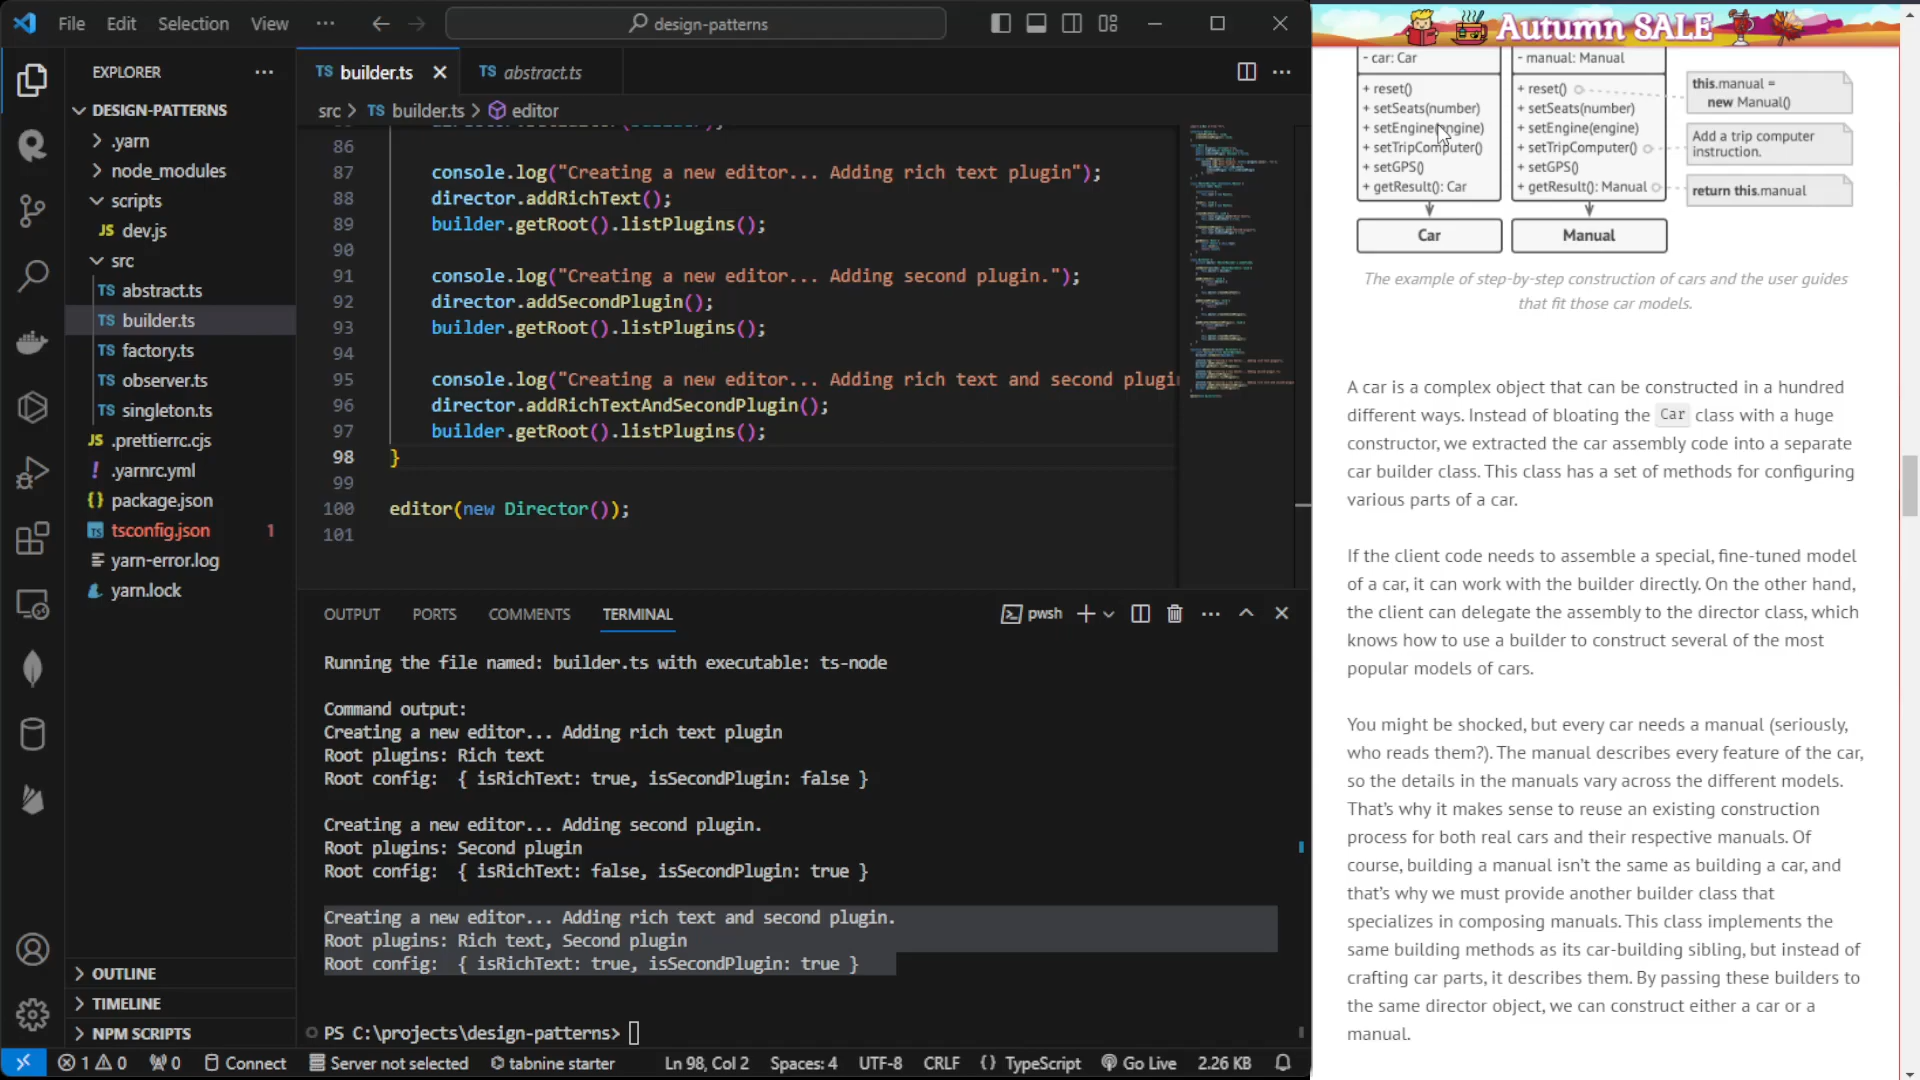 File Edit Selection View ··· design-patterns
EXPLORER ···
DESIGN-PATTERNS
.yarn
node_modules
scripts
JS dev.js
src
TS abstract.ts
TS builder.ts
TS factory.ts
TS observer.ts
TS singleton.ts
JS .prettierrc.cjs
! .yarnrc.yml
{} package.json
TS tsconfig.json 1
yarn-error.log
yarn.lock
OUTLINE
TIMELINE
NPM SCRIPTS
TS builder.ts TS abstract.ts
src > TS builder.ts > editor
86
87 console.log("Creating a new editor... Adding rich text plugin");
88 director.addRichText();
89 builder.getRoot().listPlugins();
90
91 console.log("Creating a new editor... Adding second plugin.");
92 director.addSecondPlugin();
93 builder.getRoot().listPlugins();
94
95 console.log("Creating a new editor... Adding rich text and second plugi
96 director.addRichTextAndSecondPlugin();
97 builder.getRoot().listPlugins();
98 }
99
100 editor(new Director());
101
OUTPUT PORTS COMMENTS TERMINAL pwsh
Running the file named: builder.ts with executable: ts-node
Command output:
Creating a new editor... Adding rich text plugin
Root plugins: Rich text
Root config: { isRichText: true, isSecondPlugin: false }
Creating a new editor... Adding second plugin.
Root plugins: Second plugin
Root config: { isRichText: false, isSecondPlugin: true }
Creating a new editor... Adding rich text and second plugin.
Root plugins: Rich text, Second plugin
Root config: { isRichText: true, isSecondPlugin: true }
PS C:\projects\design-patterns>
1 0 0 Connect Server not selected tabnine starter Ln 98, Col 2 Spaces: 4 UTF-8 CRLF {} TypeScript Go Live 2.26 KB
Autumn SALE
- car: Car
+ reset()
+ setSeats(number)
+ setEngine(engine)
+ setTripComputer()
+ setGPS()
+ getResult(): Car
Car
- manual: Manual
+ reset()
+ setSeats(number)
+ setEngine(engine)
+ setTripComputer()
+ setGPS()
+ getResult(): Manual
Manual
this.manual =
new Manual()
Add a trip computer
instruction.
return this.manual
The example of step-by-step construction of cars and the user guides
that fit those car models.
A car is a complex object that can be constructed in a hundred
different ways. Instead of bloating the Car class with a huge
constructor, we extracted the car assembly code into a separate
car builder class. This class has a set of methods for configuring
various parts of a car.
If the client code needs to assemble a special, fine-tuned model
of a car, it can work with the builder directly. On the other hand,
the client can delegate the assembly to the director class, which
knows how to use a builder to construct several of the most
popular models of cars.
You might be shocked, but every car needs a manual (seriously,
who reads them?). The manual describes every feature of the car,
so the details in the manuals vary across the different models.
That's why it makes sense to reuse an existing construction
process for both real cars and their respective manuals. Of
course, building a manual isn't the same as building a car, and
that's why we must provide another builder class that
specializes in composing manuals. This class implements the
same building methods as its car-building sibling, but instead of
crafting car parts, it describes them. By passing these builders to
the same director object, we can construct either a car or a
manual.